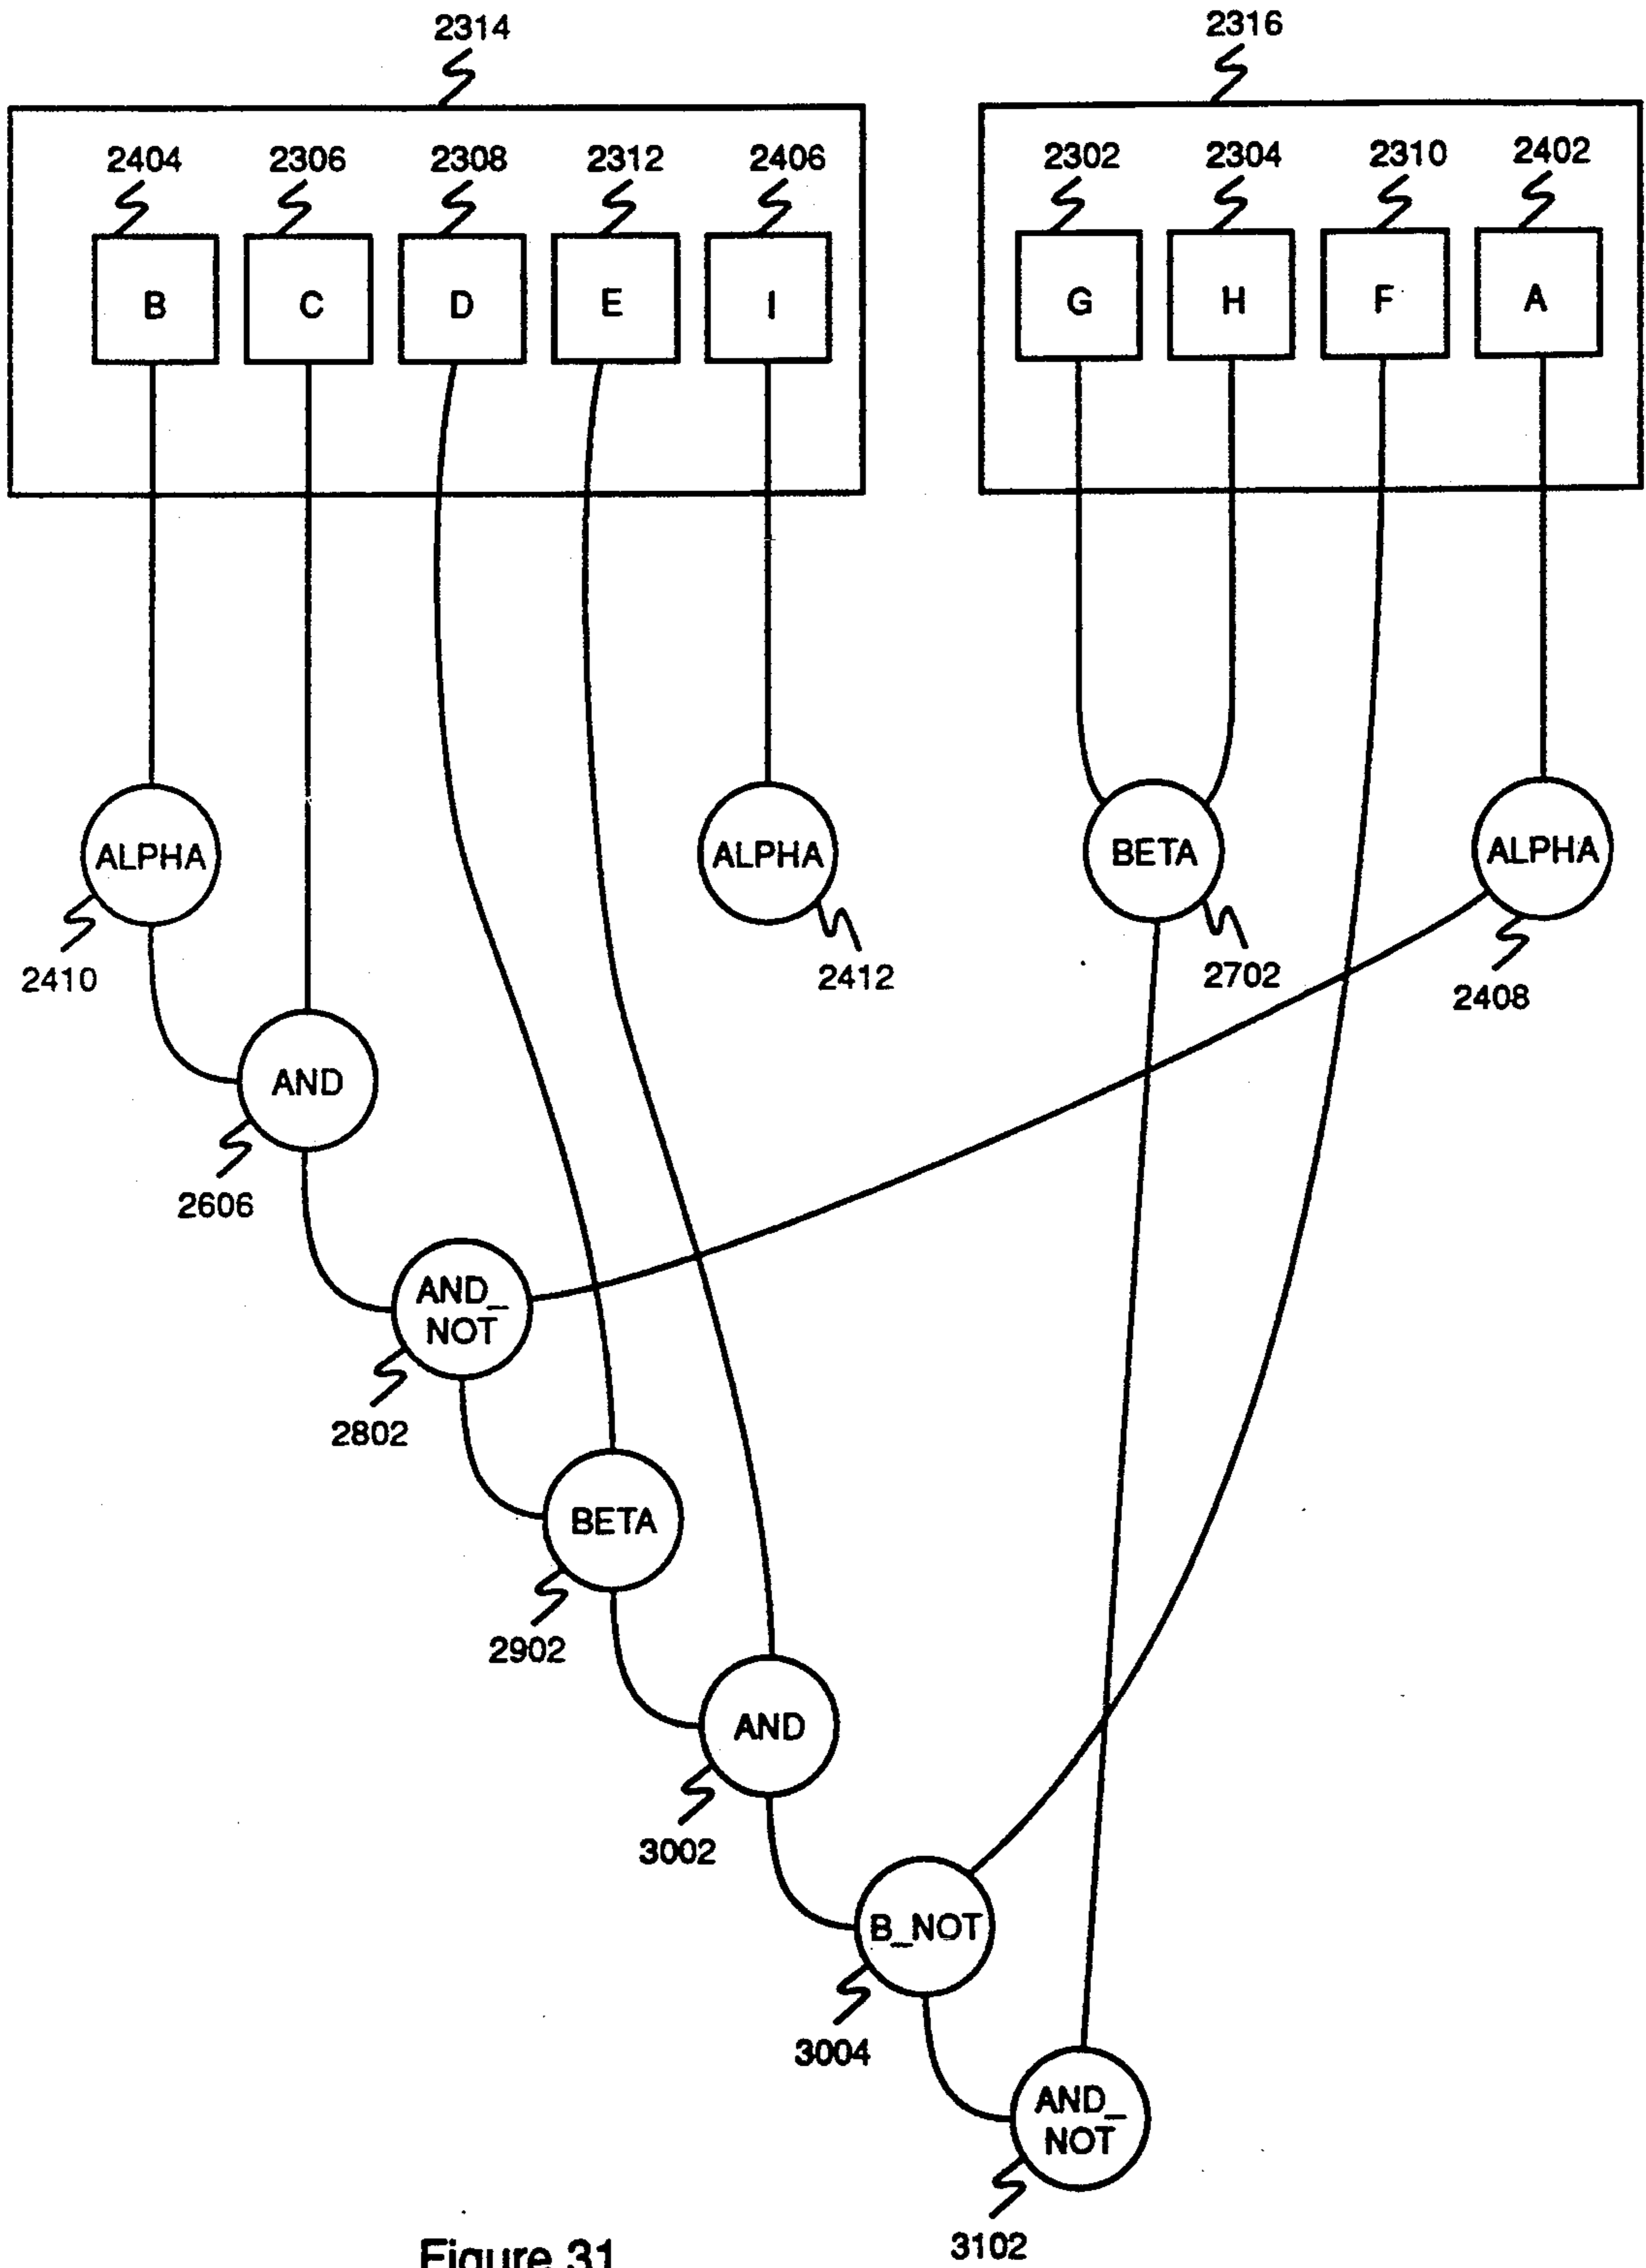 2314
2316
2404 2306 2308 2312 2406
2302 2304 2310 2402
B C D E I
G H F A
ALPHA
ALPHA
BETA
ALPHA
2410
2412
2702
2408
AND
2606
AND_
NOT
2802
BETA
2902
AND
3002
B_NOT
3004
AND_
NOT
3102
Figure 31